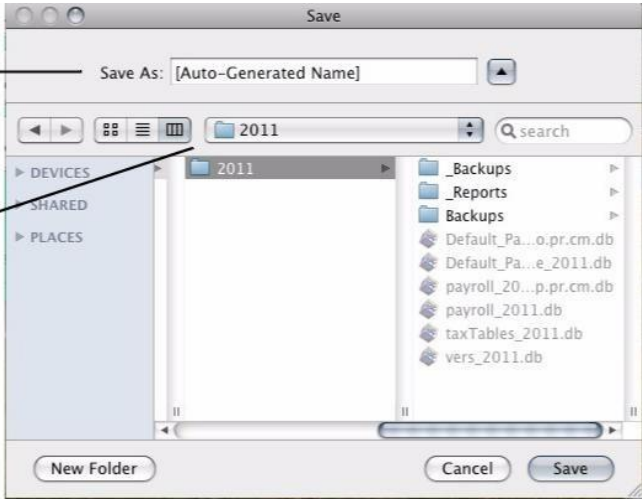 Save
Save As: [Auto-Generated Name]
2011
search
DEVICES
SHARED
PLACES
2011
_Backups
_Reports
Backups
Default_Pa...o.pr.cm.db
Default_Pa...e_2011.db
payroll_20...p.pr.cm.db
payroll_2011.db
taxTables_2011.db
vers_2011.db
New Folder
Cancel
Save